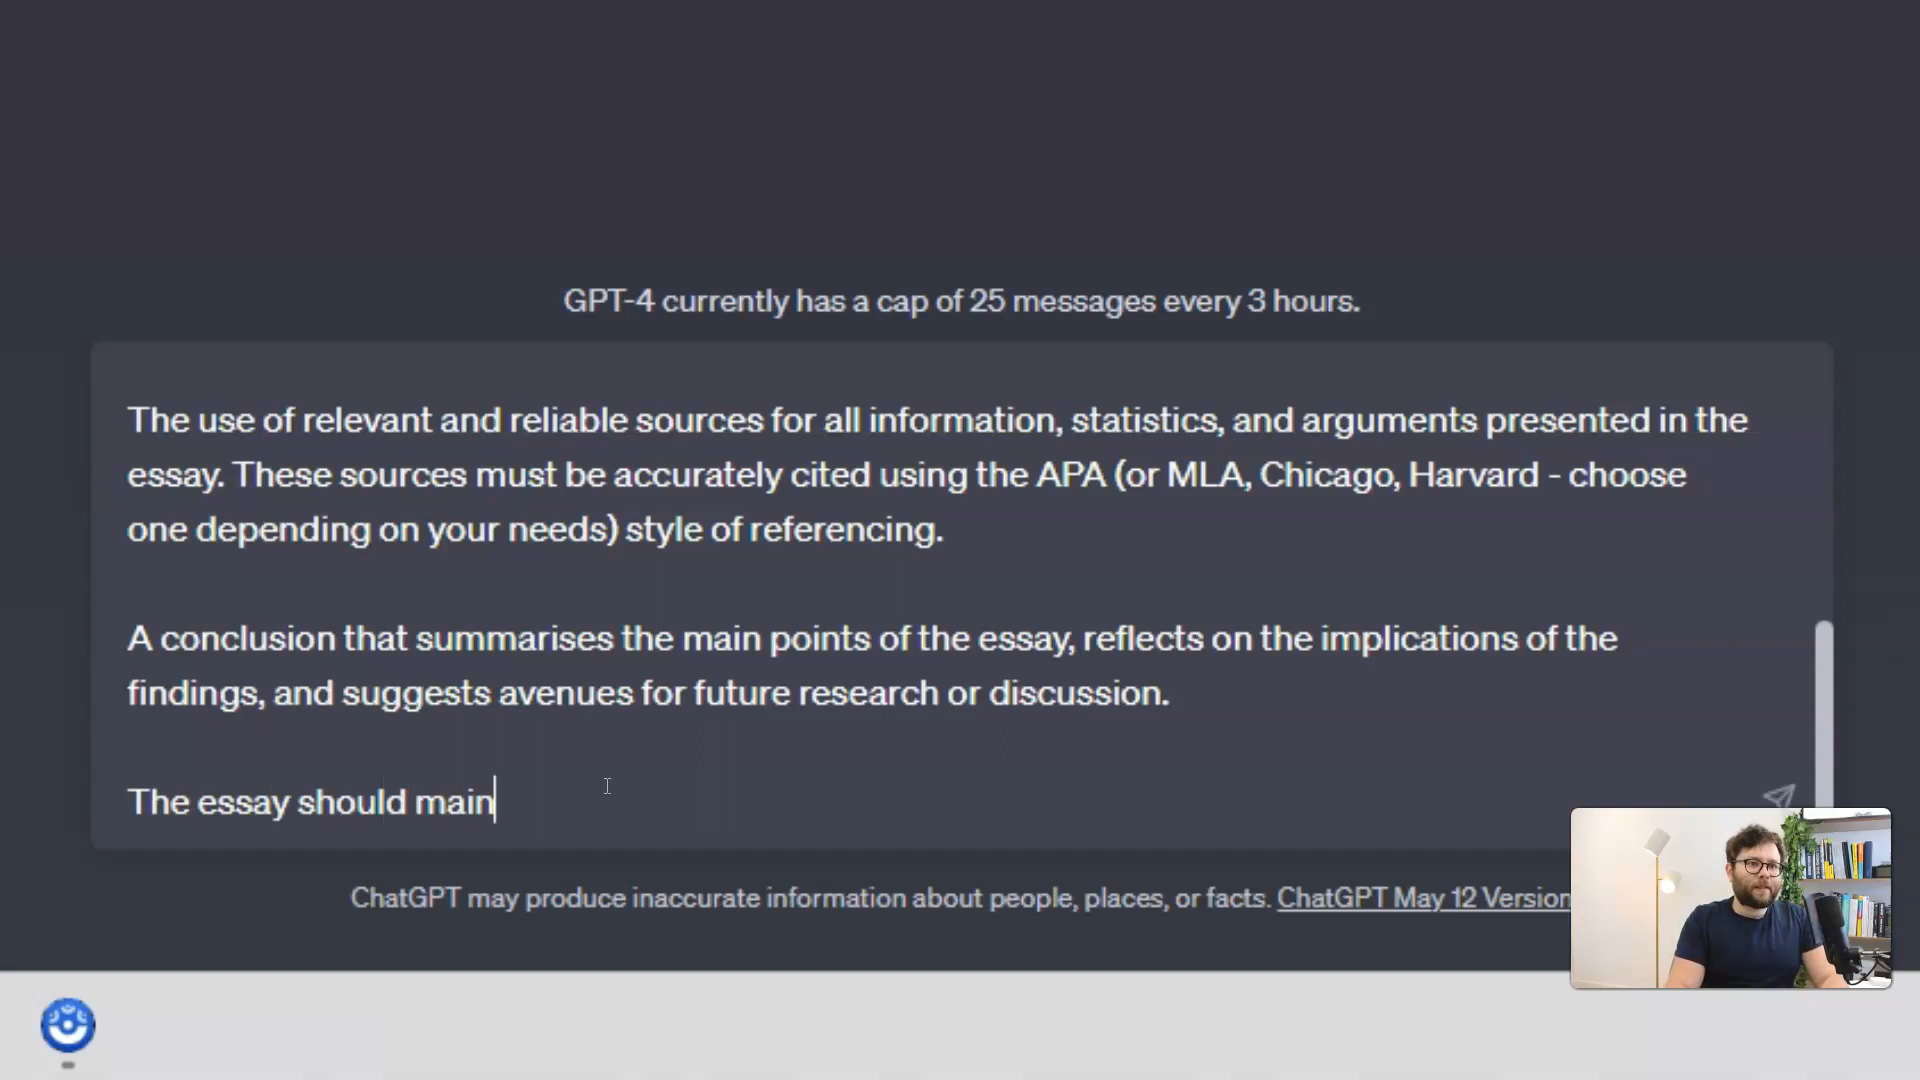 GPT-4 currently has a cap of 25 messages every 3 hours.
The use of relevant and reliable sources for all information, statistics, and arguments presented in the
essay. These sources must be accurately cited using the APA (or MLA, Chicago, Harvard - choose
one depending on your needs) style of referencing.
A conclusion that summarises the main points of the essay, reflects on the implications of the
findings, and suggests avenues for future research or discussion.
The essay should main
ChatGPT may produce inaccurate information about people, places, or facts. ChatGPT May 12 Version